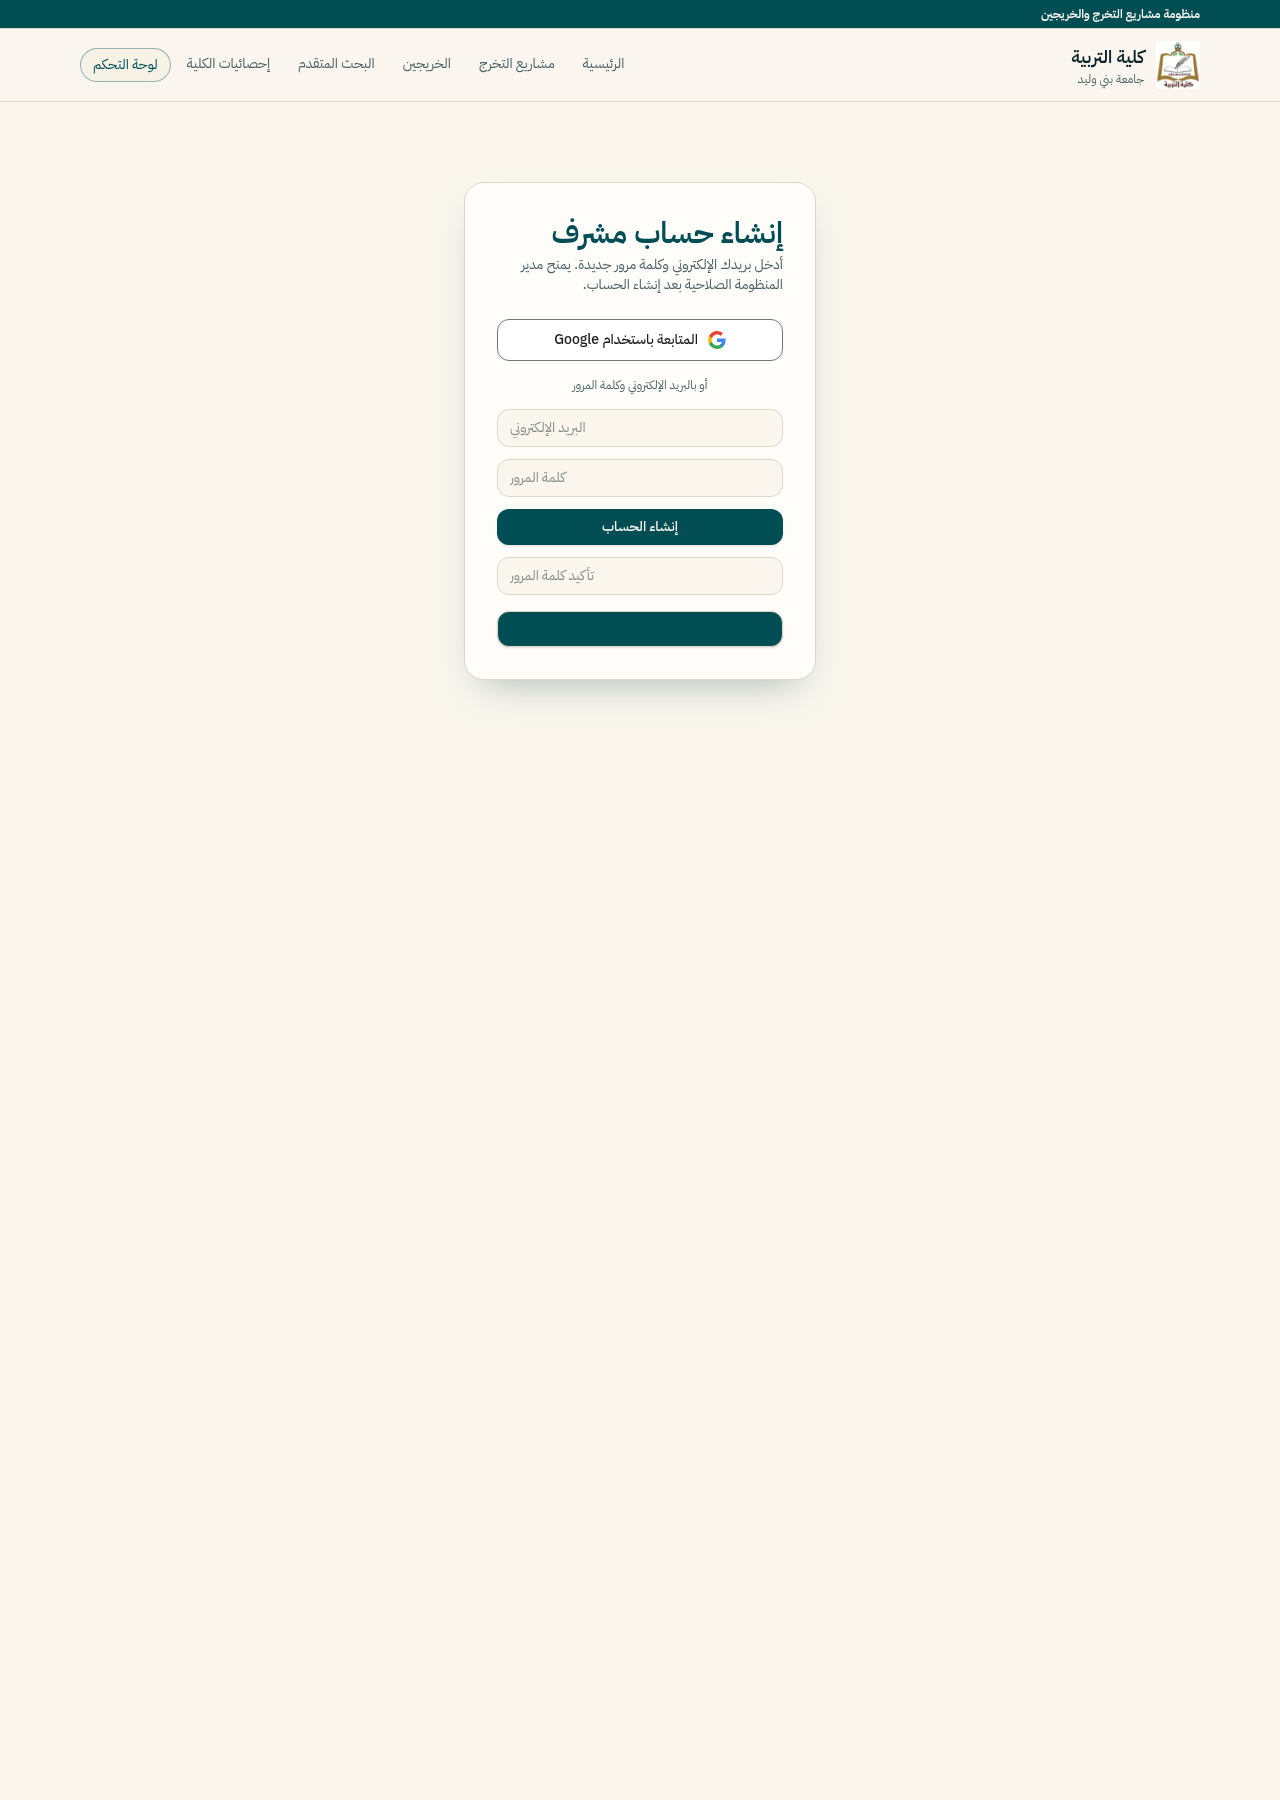 منظومة مشاريع التخرج والخريجين
كلية التربية
جامعة بني وليد
الرئيسية
مشاريع التخرج
الخريجين
البحث المتقدم
إحصائيات الكلية
لوحة التحكم
كلية التربية
إنشاء حساب مشرف
أدخل بريدك الإلكتروني وكلمة مرور جديدة. يمنح مدير
المنظومة الصلاحية بعد إنشاء الحساب.
المتابعة باستخدام Google
أو بالبريد الإلكتروني وكلمة المرور
البريد الإلكتروني
كلمة المرور
إنشاء الحساب
تأكيد كلمة المرور